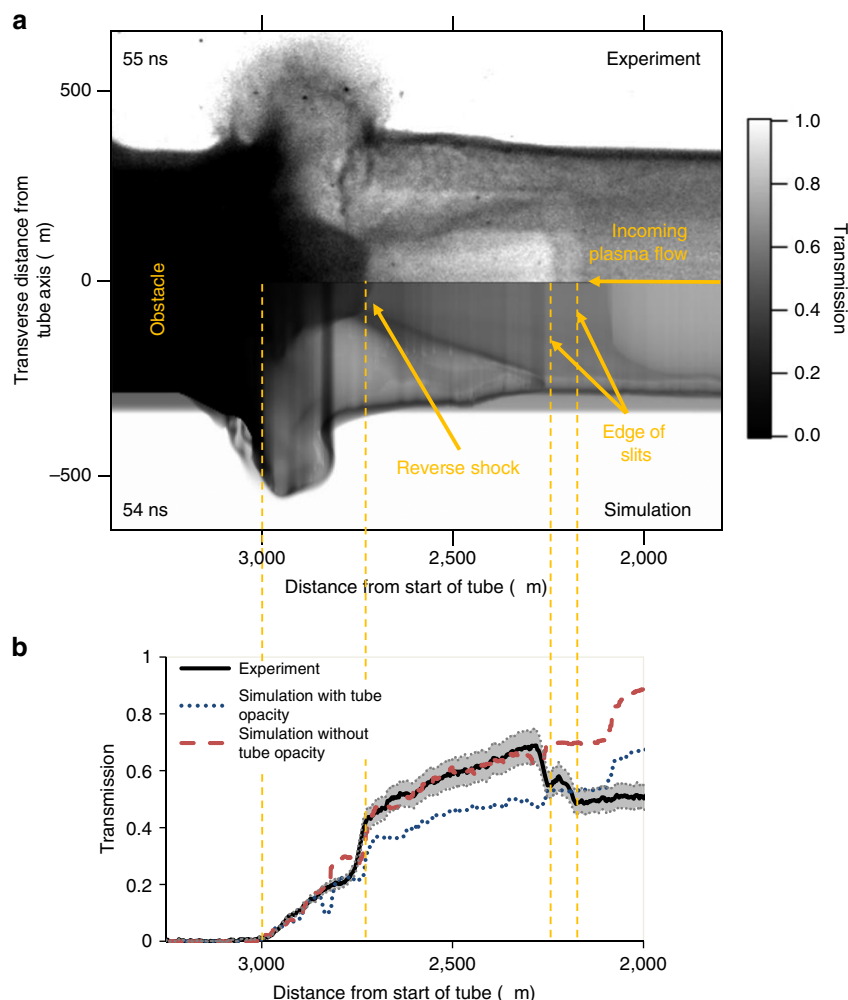 a
55 ns
Experiment
500
0
−500
Transverse distance from
tube axis ( m)
Obstacle
Incoming
plasma flow
Reverse shock
Edge of
slits
54 ns
Simulation
1.0
0.8
0.6
0.4
0.2
0.0
Transmission
3,000
2,500
2,000
Distance from start of tube ( m)
b
1
0.8
0.6
0.4
0.2
0
Transmission
Experiment
Simulation with tube
opacity
Simulation without
tube opacity
3,000
2,500
2,000
Distance from start of tube ( m)